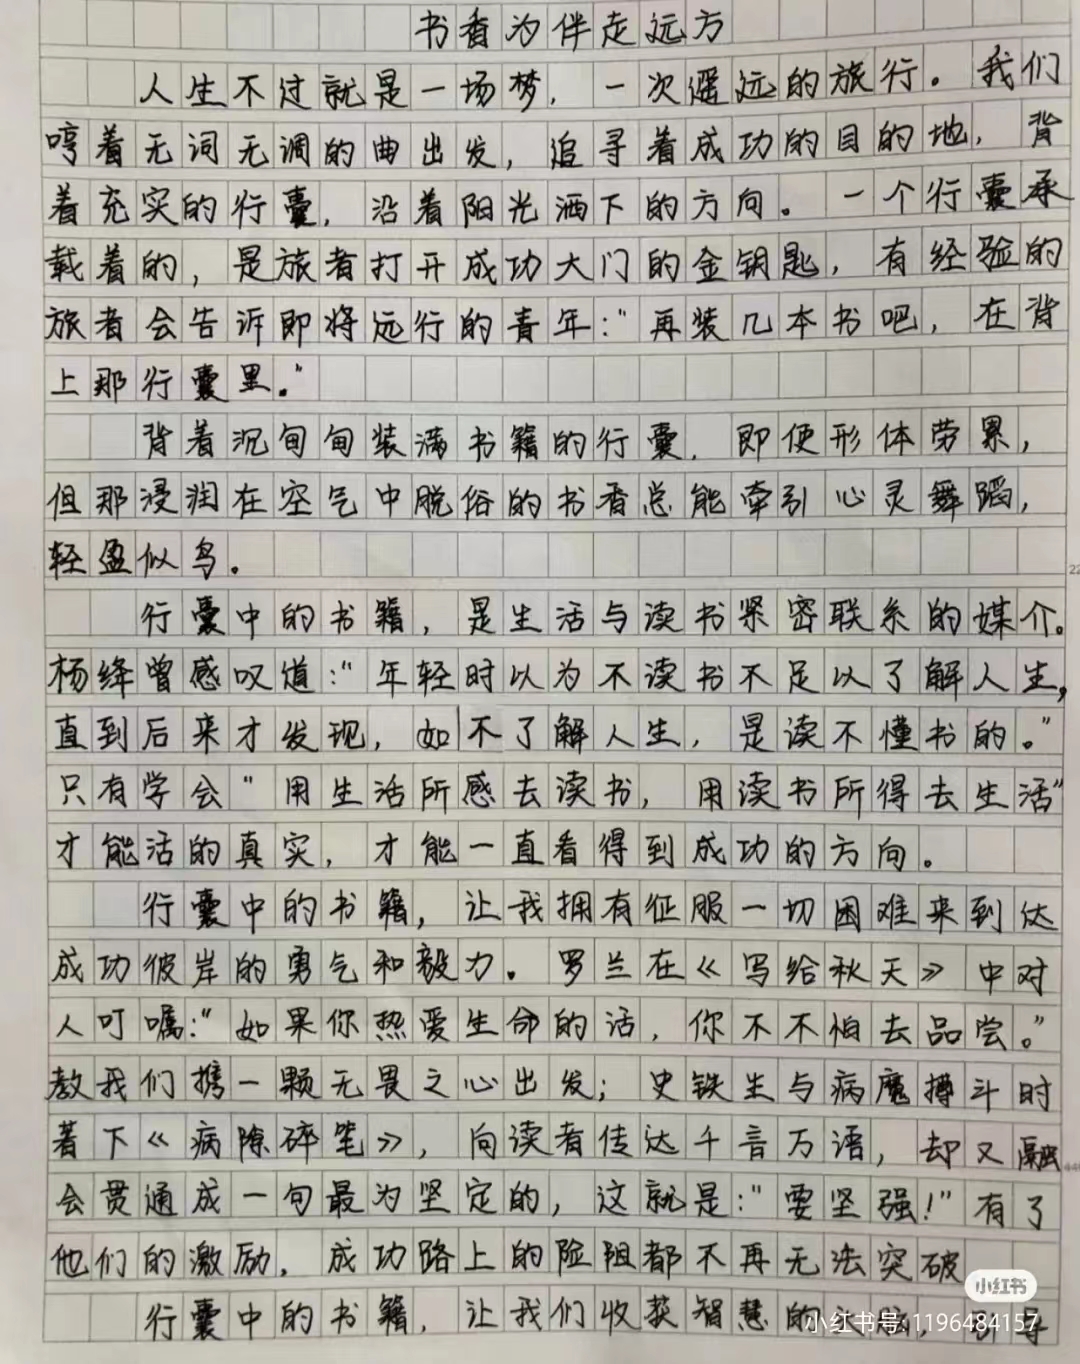 书香为伴走远方
人生不过就是一场梦，一次遥远的旅行。我们
哼着无词无调的曲出发，追寻着成功的目的地，背
着充实的行囊，沿着阳光洒下的方向。一个行囊承
载着的，是旅者打开成功大门的金钥匙，有经验的
旅者会告诉即将远行的青年：“再装几本书吧，在背
上那行囊里。”
背着沉甸甸装满书籍的行囊，即使形体劳累，
但那浸润在空气中脱俗的书香总能牵引心灵舞蹈，
轻盈似鸟。
行囊中的书籍，是生活与读书紧密联系的媒介。
22
杨绛曾感叹道：“年轻时以为不读书不足以了解人生，
直到后来才发现，如不了解人生，是读不懂书的。”
只有学会“用生活所感去读书，用读书所得去生活”
才能活的真实，才能一直看得到成功的方向。
行囊中的书籍，让我拥有征服一切困难来到达
成功彼岸的勇气和毅力。罗兰在《写给秋天》中对
人叮嘱：“如果你热爱生命的话，你不不怕去品尝。”
教我们携一颗无畏之心出发；史铁生与病魔搏斗时
著下《病隙碎笔》，向读者传达千言万语，却又融
会贯通成一句最为坚定的，这就是：“要坚强！”有了
他们的激励，成功路上的险阻都不再无法突破
小红书
行囊中的书籍，让我们收获智慧的，引导
小红书号:1196484157